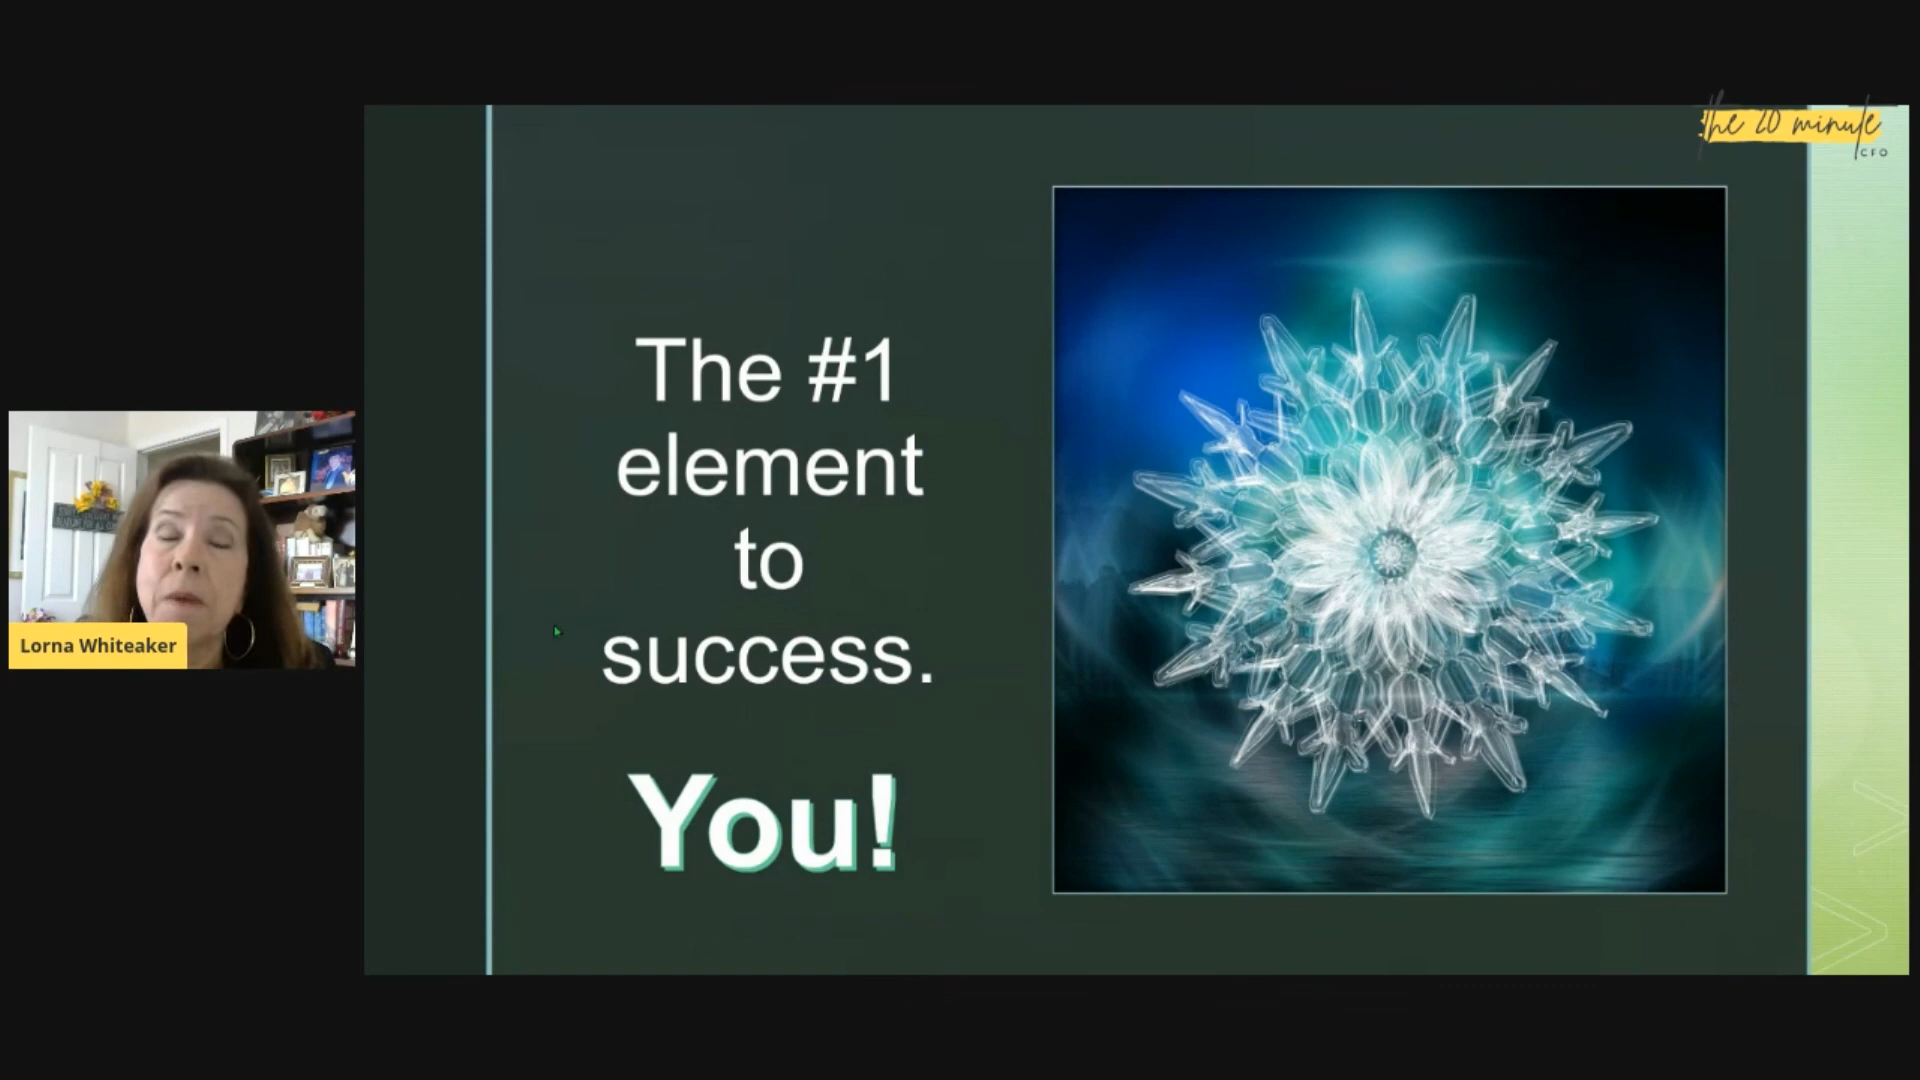 the 20 minute
CFO
The #1
element
to
success.
You!
Lorna Whiteaker